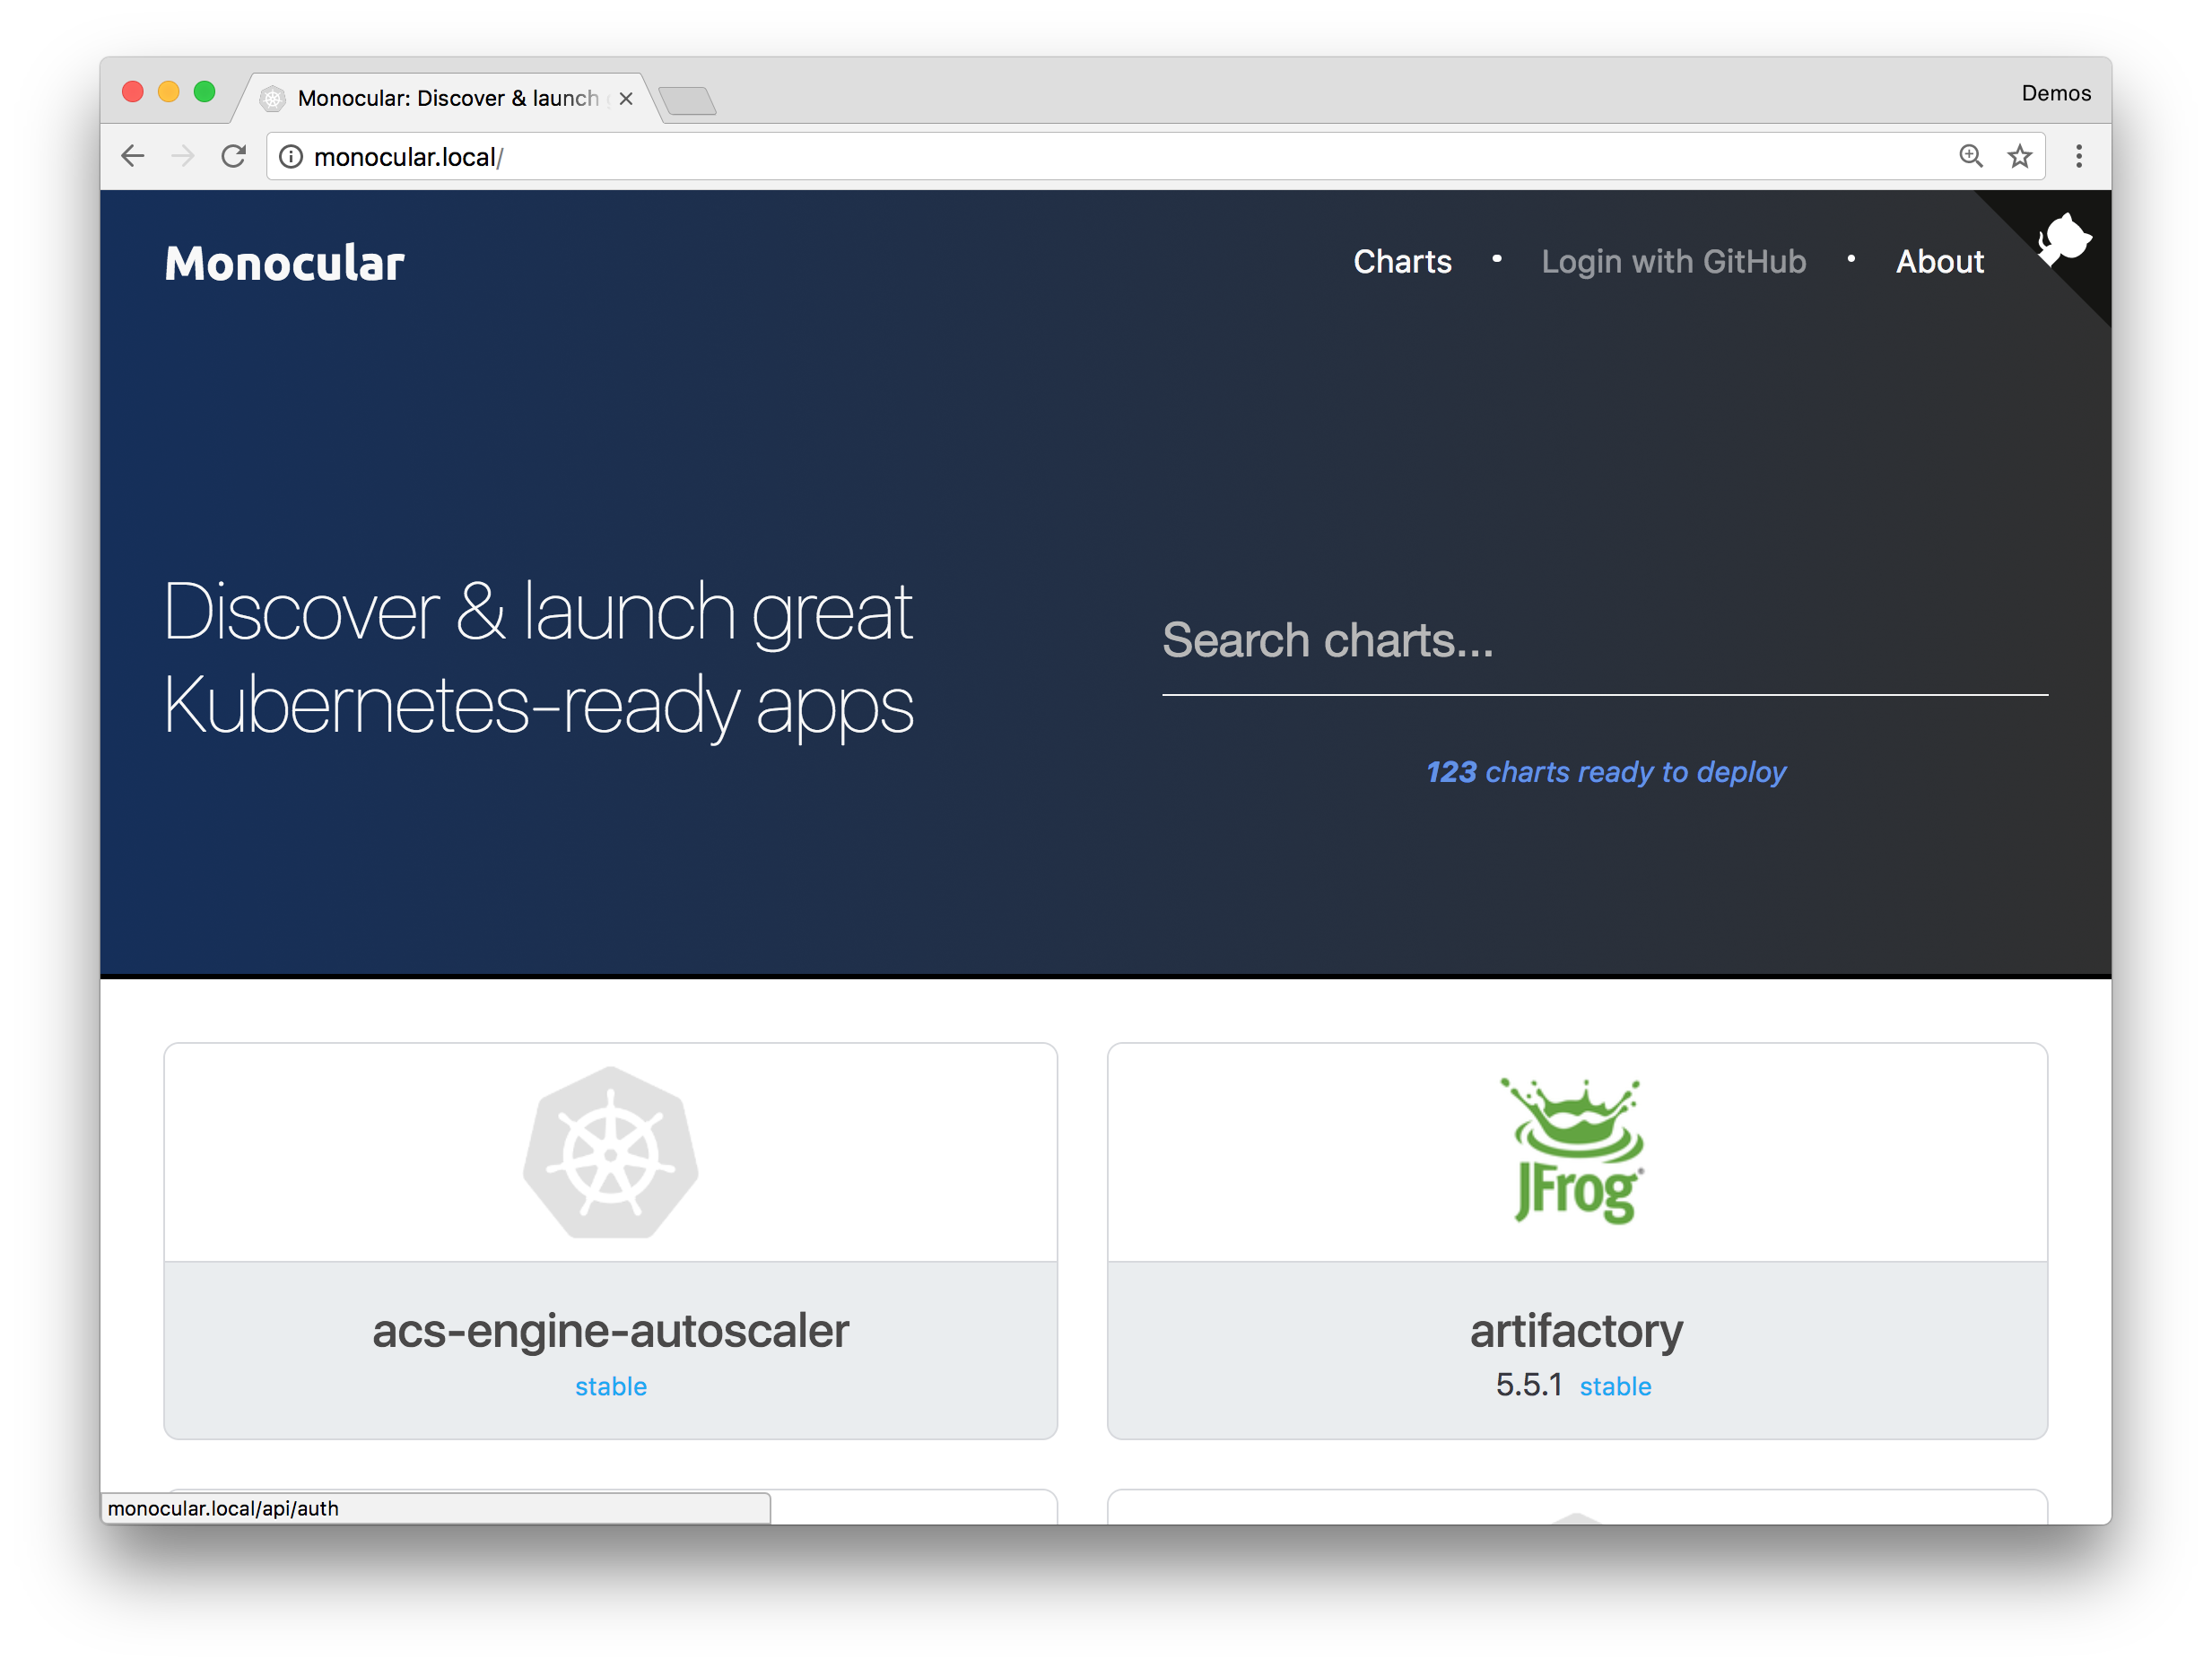 Monocular: Discover & launch
Demos
monocular.local/
Monocular
Charts • Login with GitHub • About
Discover & launch great
Kubernetes-ready apps
Search charts...
123 charts ready to deploy
JFrog
acs-engine-autoscaler
stable
artifactory
5.5.1 stable
monocular.local/api/auth